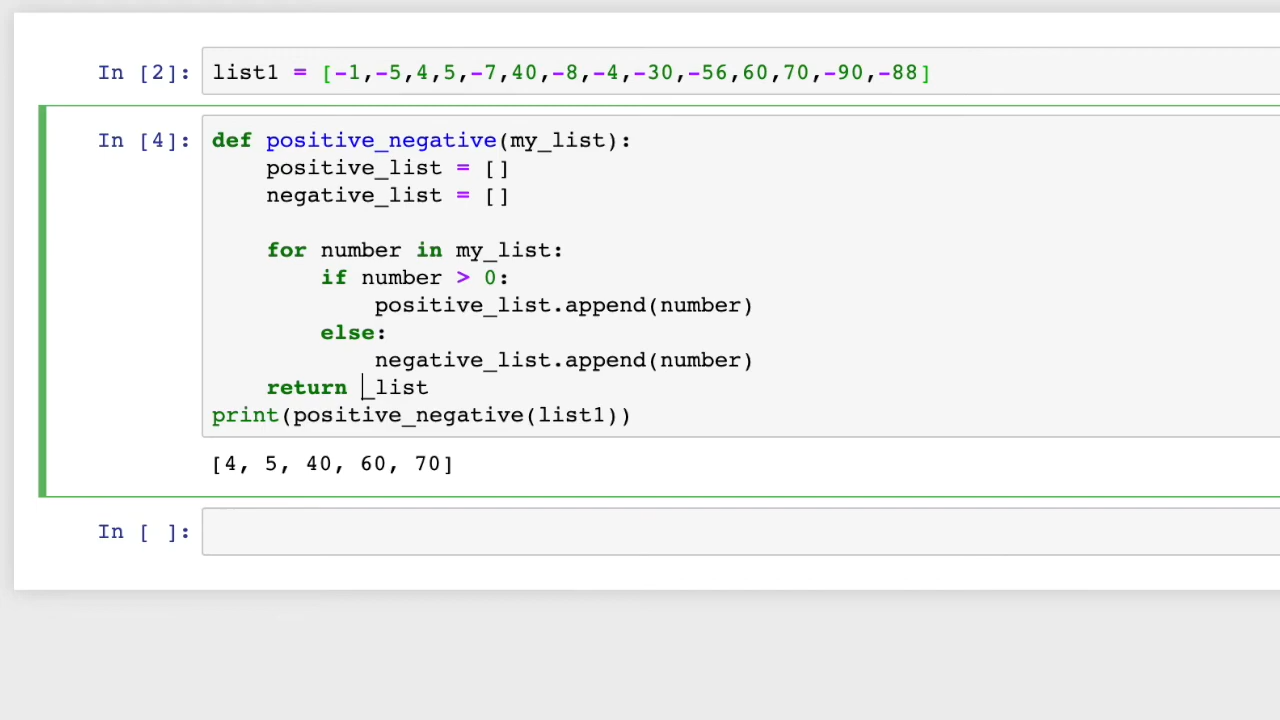 In [2]: list1 = [-1,-5,4,5,-7,40,-8,-4,-30,-56,60,70,-90,-88]
In [4]: def positive_negative(my_list):
    positive_list = []
    negative_list = []
    for number in my_list:
        if number > 0:
            positive_list.append(number)
        else:
            negative_list.append(number)
    return _list
print(positive_negative(list1))
[4, 5, 40, 60, 70]
In [ ]: